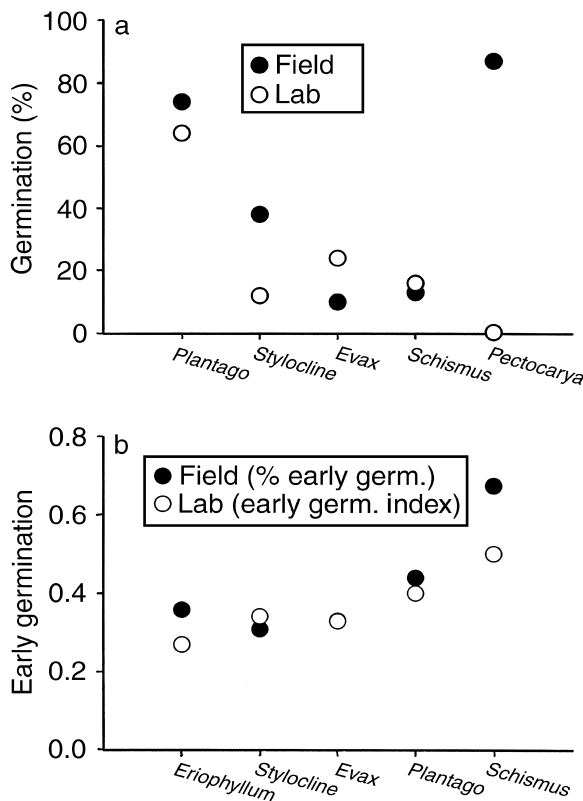 100
a
Field
Lab
80
60
40
20
0
Germination (%)
Plantago
Stylocline
Evax
Schismus
Pectocarya
0.8
b
Field (% early germ.)
Lab (early germ. index)
0.6
0.4
0.2
0.0
Early germination
Eriophyllum
Stylocline
Evax
Plantago
Schismus